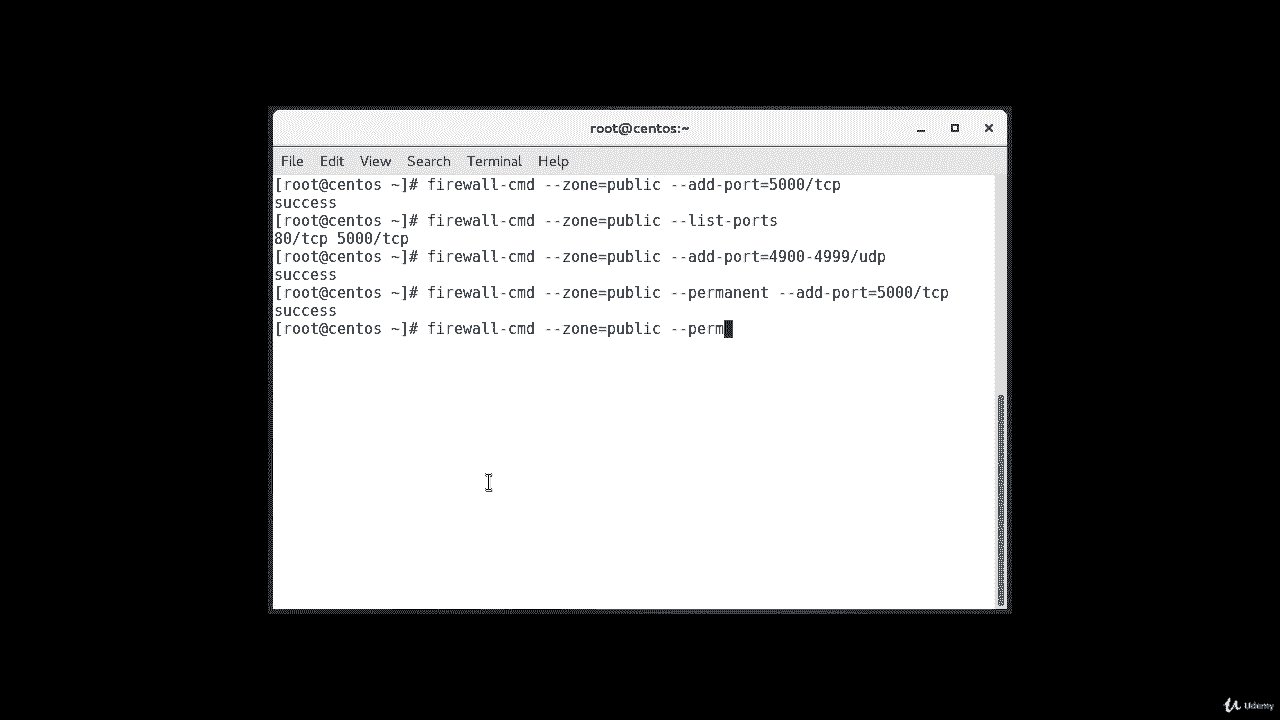 root@centos:~
File Edit View Search Terminal Help
[root@centos ~]# firewall-cmd --zone=public --add-port=5000/tcp
success
[root@centos ~]# firewall-cmd --zone=public --list-ports
80/tcp 5000/tcp
[root@centos ~]# firewall-cmd --zone=public --add-port=4900-4999/udp
success
[root@centos ~]# firewall-cmd --zone=public --permanent --add-port=5000/tcp
success
[root@centos ~]# firewall-cmd --zone=public --perm
Udemy